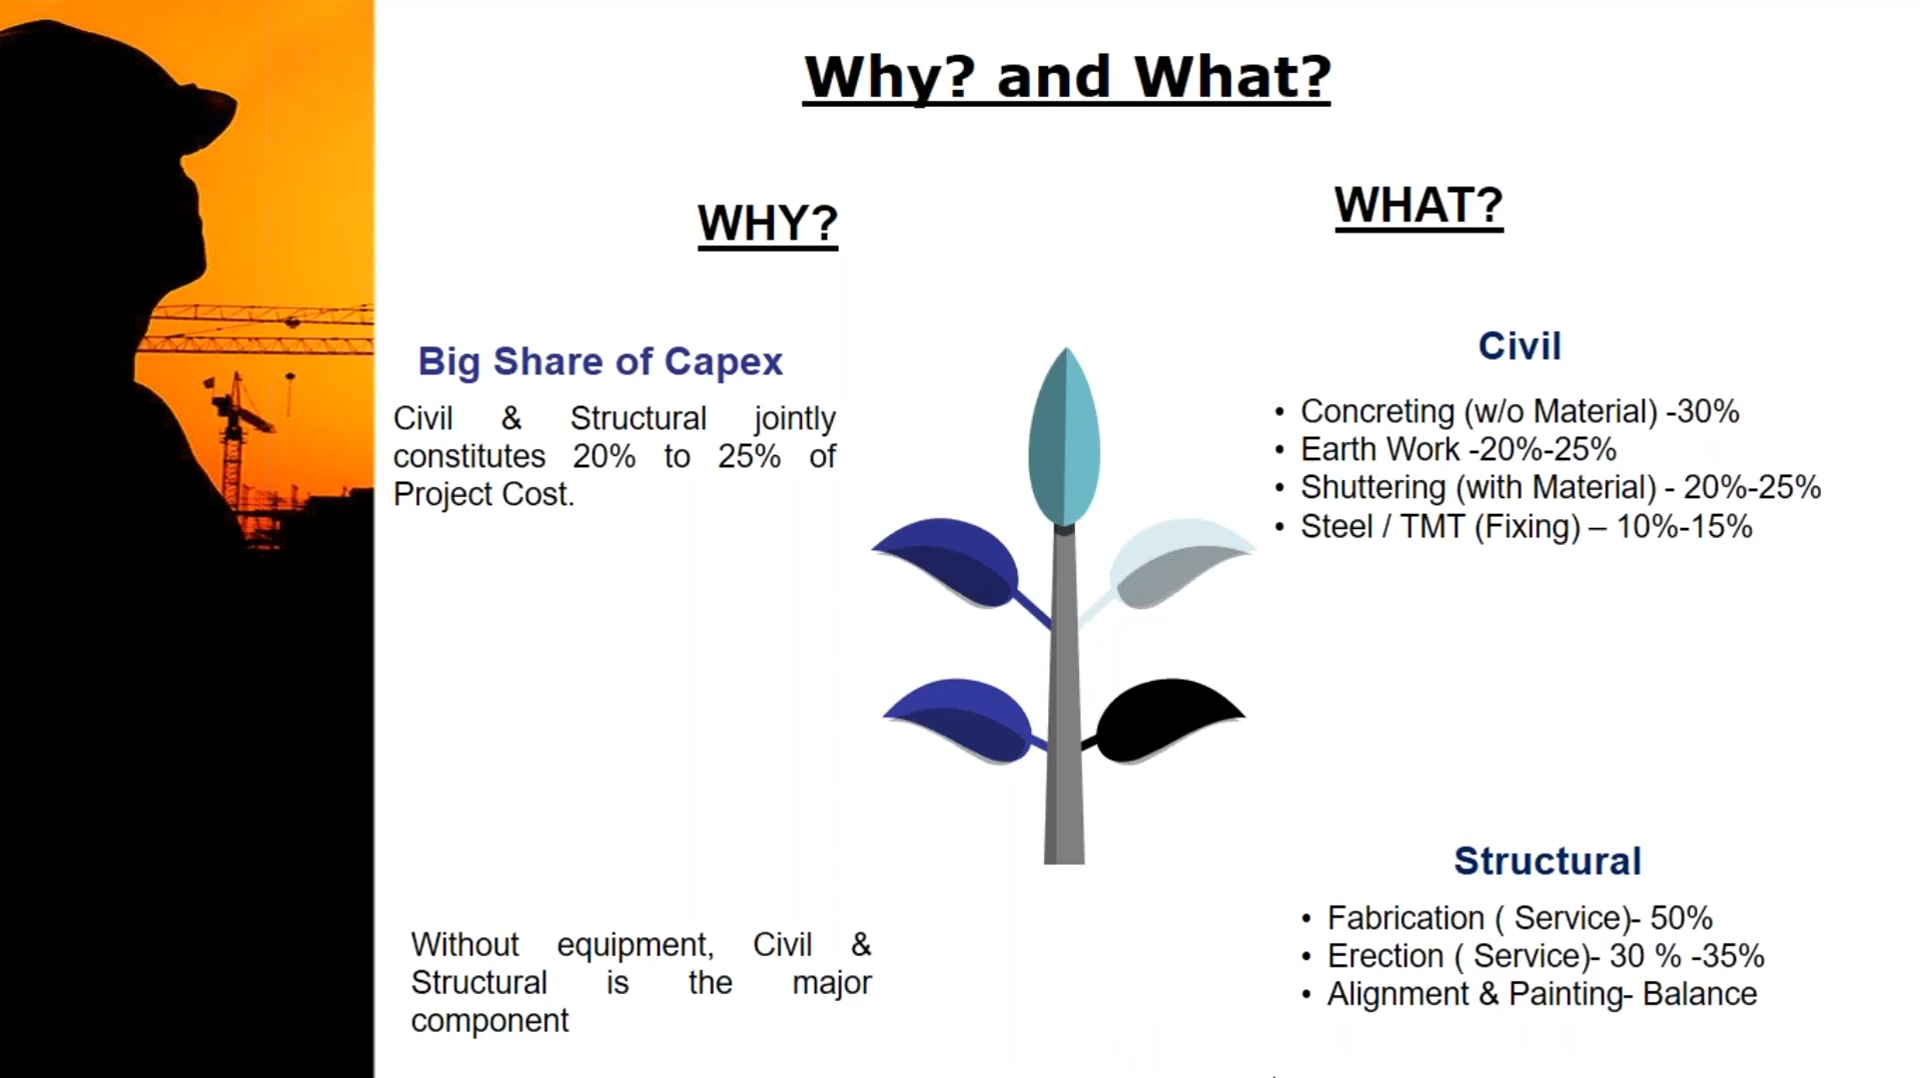 Why? and What?
WHY?
Big Share of Capex
Civil & Structural jointly
constitutes 20% to 25% of
Project Cost.
Without equipment, Civil &
Structural is the major
component
WHAT?
Civil
• Concreting (w/o Material) -30%
• Earth Work -20%-25%
• Shuttering (with Material) - 20%-25%
• Steel / TMT (Fixing) – 10%-15%
Structural
• Fabrication ( Service)- 50%
• Erection ( Service)- 30 % -35%
• Alignment & Painting- Balance